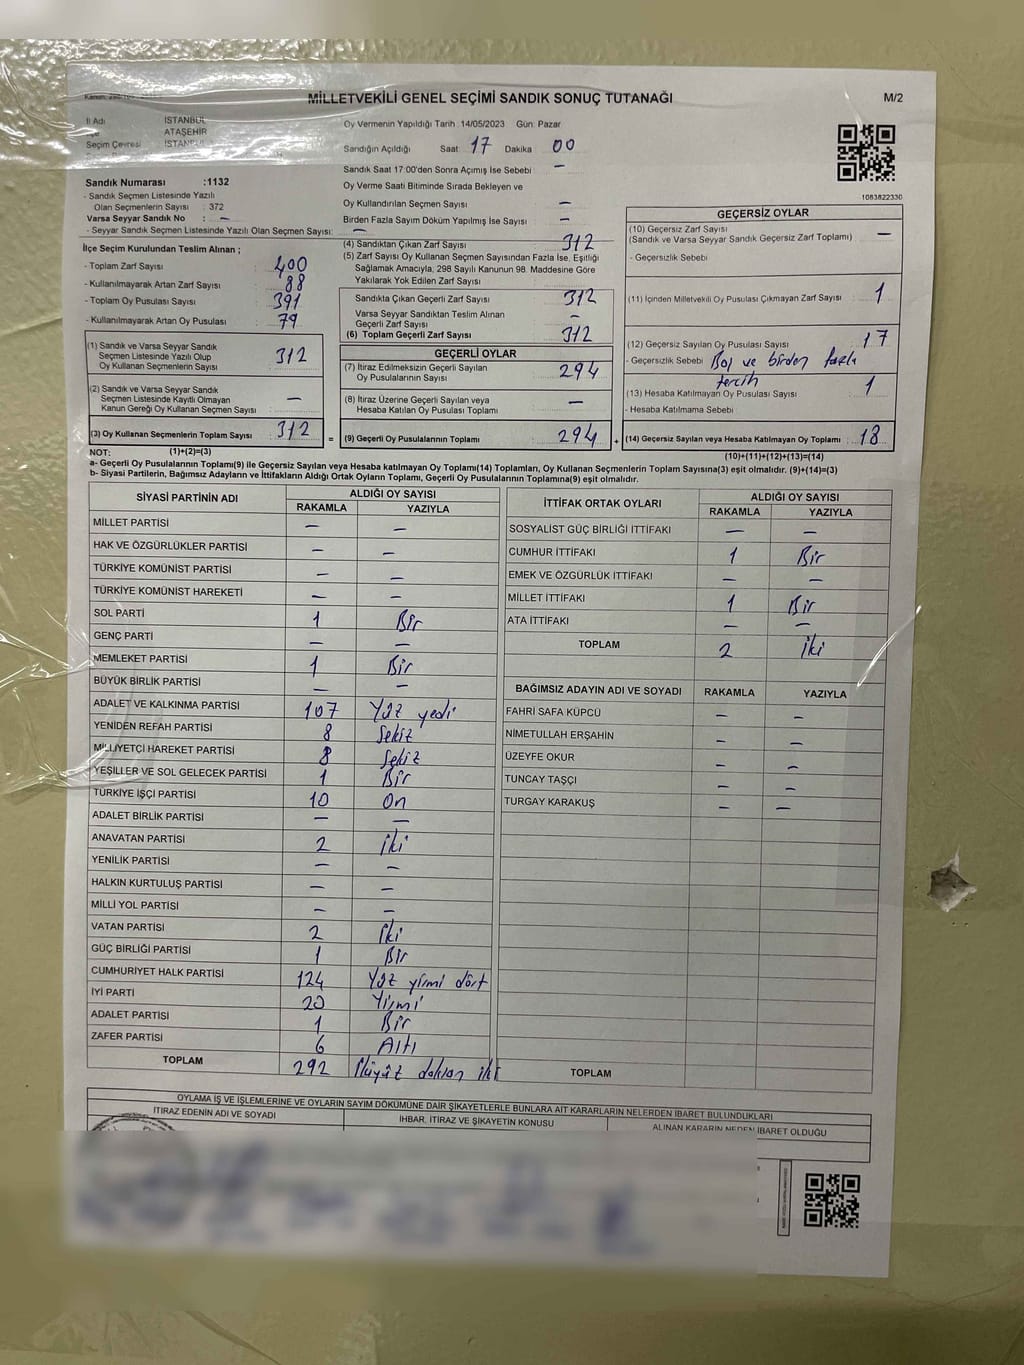 MİLLETVEKİLİ GENEL SEÇİMİ SANDIK SONUÇ TUTANAĞI
M/2
İl Adı İSTANBUL
İlçe ATAŞEHİR
Seçim Çevresi İSTANBUL
Oy Vermenin Yapıldığı Tarih :14/05/2023 Gün: Pazar
Sandığın Açıldığı Saat: 17 Dakika 00
Sandık Saat 17:00'den Sonra Açımış İse Sebebi : –
Oy Verme Saati Bitiminde Sırada Bekleyen ve
Oy Kullandırılan Seçmen Sayısı : –
Birden Fazla Sayım Döküm Yapılmış İse Sayısı : –
1083822330
Sandık Numarası :1132
- Sandık Seçmen Listesinde Yazılı
Olan Seçmenlerin Sayısı : 372
Varsa Seyyar Sandık No : –
- Seyyar Sandık Seçmen Listesinde Yazılı Olan Seçmen Sayısı: –
İlçe Seçim Kurulundan Teslim Alınan ;
- Toplam Zarf Sayısı : 400
- Kullanılmayarak Artan Zarf Sayısı : 88
- Toplam Oy Pusulası Sayısı : 391
- Kullanılmayarak Artan Oy Pusulası : 79
(1) Sandık ve Varsa Seyyar Sandık
Seçmen Listesinde Yazılı Olup
Oy Kullanan Seçmenlerin Sayısı 312
(2) Sandık ve Varsa Seyyar Sandık
Seçmen Listesinde Kayıtlı Olmayan
Kanun Gereği Oy Kullanan Seçmen Sayısı –
(3) Oy Kullanan Seçmenlerin Toplam Sayısı 312
(4) Sandıktan Çıkan Zarf Sayısı 312
(5) Zarf Sayısı Oy Kullanan Seçmen Sayısından Fazla İse, Eşitliği
Sağlamak Amacıyla, 298 Sayılı Kanunun 98. Maddesine Göre
Yakılarak Yok Edilen Zarf Sayısı :
Sandıkta Çıkan Geçerli Zarf Sayısı 312
Varsa Seyyar Sandıktan Teslim Alınan
Geçerli Zarf Sayısı –
(6) Toplam Geçerli Zarf Sayısı 312
GEÇERLİ OYLAR
(7) İtiraz Edilmeksizin Geçerli Sayılan
Oy Pusulalarının Sayısı 294
(8) İtiraz Üzerine Geçerli Sayılan veya
Hesaba Katılan Oy Pusulası Toplamı –
= (9) Geçerli Oy Pusulalarının Toplamı 294 +
GEÇERSİZ OYLAR
(10) Geçersiz Zarf Sayısı
(Sandık ve Varsa Seyyar Sandık Geçersiz Zarf Toplamı) –
- Geçersizlik Sebebi
(11) İçinden Milletvekili Oy Pusulası Çıkmayan Zarf Sayısı 1
(12) Geçersiz Sayılan Oy Pusulası Sayısı 17
- Geçersizlik Sebebi Boş ve birden fazla
tercih
(13) Hesaba Katılmayan Oy Pusulası Sayısı 1
- Hesaba Katılmama Sebebi
(14) Geçersiz Sayılan veya Hesaba Katılmayan Oy Toplamı 18
NOT: (1)+(2)=(3)
(10)+(11)+(12)+(13)=(14)
a- Geçerli Oy Pusulalarının Toplamı(9) ile Geçersiz Sayılan veya Hesaba katılmayan Oy Toplamı(14) Toplamları, Oy Kullanan Seçmenlerin Toplam Sayısına(3) eşit olmalıdır. (9)+(14)=(3)
b- Siyasi Partilerin, Bağımsız Adayların ve İttifakların Aldığı Ortak Oyların Toplamı, Geçerli Oy Pusulalarının Toplamına(9) eşit olmalıdır.
SİYASİ PARTİNİN ADI ALDIĞI OY SAYISI
RAKAMLA YAZIYLA
MİLLET PARTİSİ – –
HAK VE ÖZGÜRLÜKLER PARTİSİ – –
TÜRKİYE KOMÜNİST PARTİSİ – –
TÜRKİYE KOMÜNİST HAREKETİ – –
SOL PARTİ 1 Bir
GENÇ PARTİ – –
MEMLEKET PARTİSİ 1 Bir
BÜYÜK BİRLİK PARTİSİ – –
ADALET VE KALKINMA PARTİSİ 107 Yüz yedi
YENİDEN REFAH PARTİSİ 8 Sekiz
MİLLİYETÇİ HAREKET PARTİSİ 8 Sekiz
YEŞİLLER VE SOL GELECEK PARTİSİ 1 Bir
TÜRKİYE İŞÇİ PARTİSİ 10 On
ADALET BİRLİK PARTİSİ – –
ANAVATAN PARTİSİ 2 iki
YENİLİK PARTİSİ – –
HALKIN KURTULUŞ PARTİSİ – –
MİLLİ YOL PARTİSİ – –
VATAN PARTİSİ 2 İki
GÜÇ BİRLİĞİ PARTİSİ 1 Bir
CUMHURİYET HALK PARTİSİ 124 Yüz yirmi dört
İYİ PARTİ 20 Yirmi
ADALET PARTİSİ 1 Bir
ZAFER PARTİSİ 6 Altı
TOPLAM 292 İkiyüz doksan iki
İTTİFAK ORTAK OYLARI ALDIĞI OY SAYISI
RAKAMLA YAZIYLA
SOSYALİST GÜÇ BİRLİĞİ İTTİFAKI – –
CUMHUR İTTİFAKI 1 Bir
EMEK VE ÖZGÜRLÜK İTTİFAKI – –
MİLLET İTTİFAKI 1 Bir
ATA İTTİFAKI – –
TOPLAM 2 iki
BAĞIMSIZ ADAYIN ADI VE SOYADI RAKAMLA YAZIYLA
FAHRİ SAFA KÜPCÜ – –
NİMETULLAH ERŞAHİN – –
ÜZEYFE OKUR – –
TUNCAY TAŞÇI – –
TURGAY KARAKUŞ – –
TOPLAM
OYLAMA İŞ VE İŞLEMLERİNE VE OYLARIN SAYIM DÖKÜMÜNE DAİR ŞİKAYETLERLE BUNLARA AİT KARARLARIN NELERDEN İBARET BULUNDUKLARI
İTİRAZ EDENİN ADI VE SOYADI İHBAR, İTİRAZ VE ŞİKAYETİN KONUSU ALINAN KARARIN NEDEN İBARET OLDUĞU